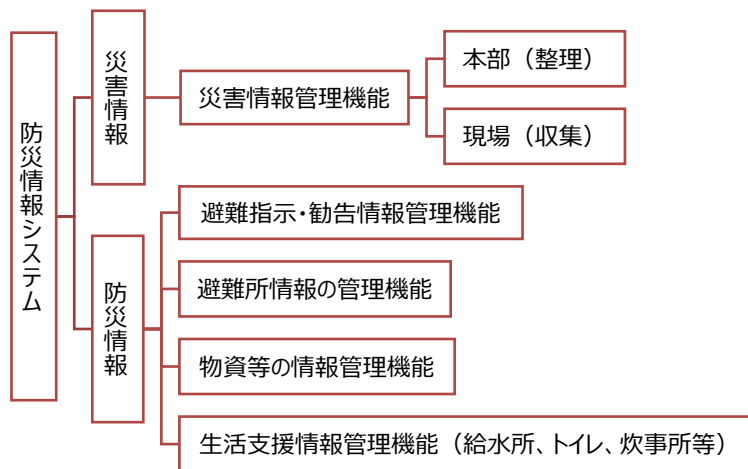 防災情報システム
災害情報
災害情報管理機能
本部（整理）
現場（収集）
防災情報
避難指示・勧告情報管理機能
避難所情報の管理機能
物資等の情報管理機能
生活支援情報管理機能（給水所、トイレ、炊事所等）